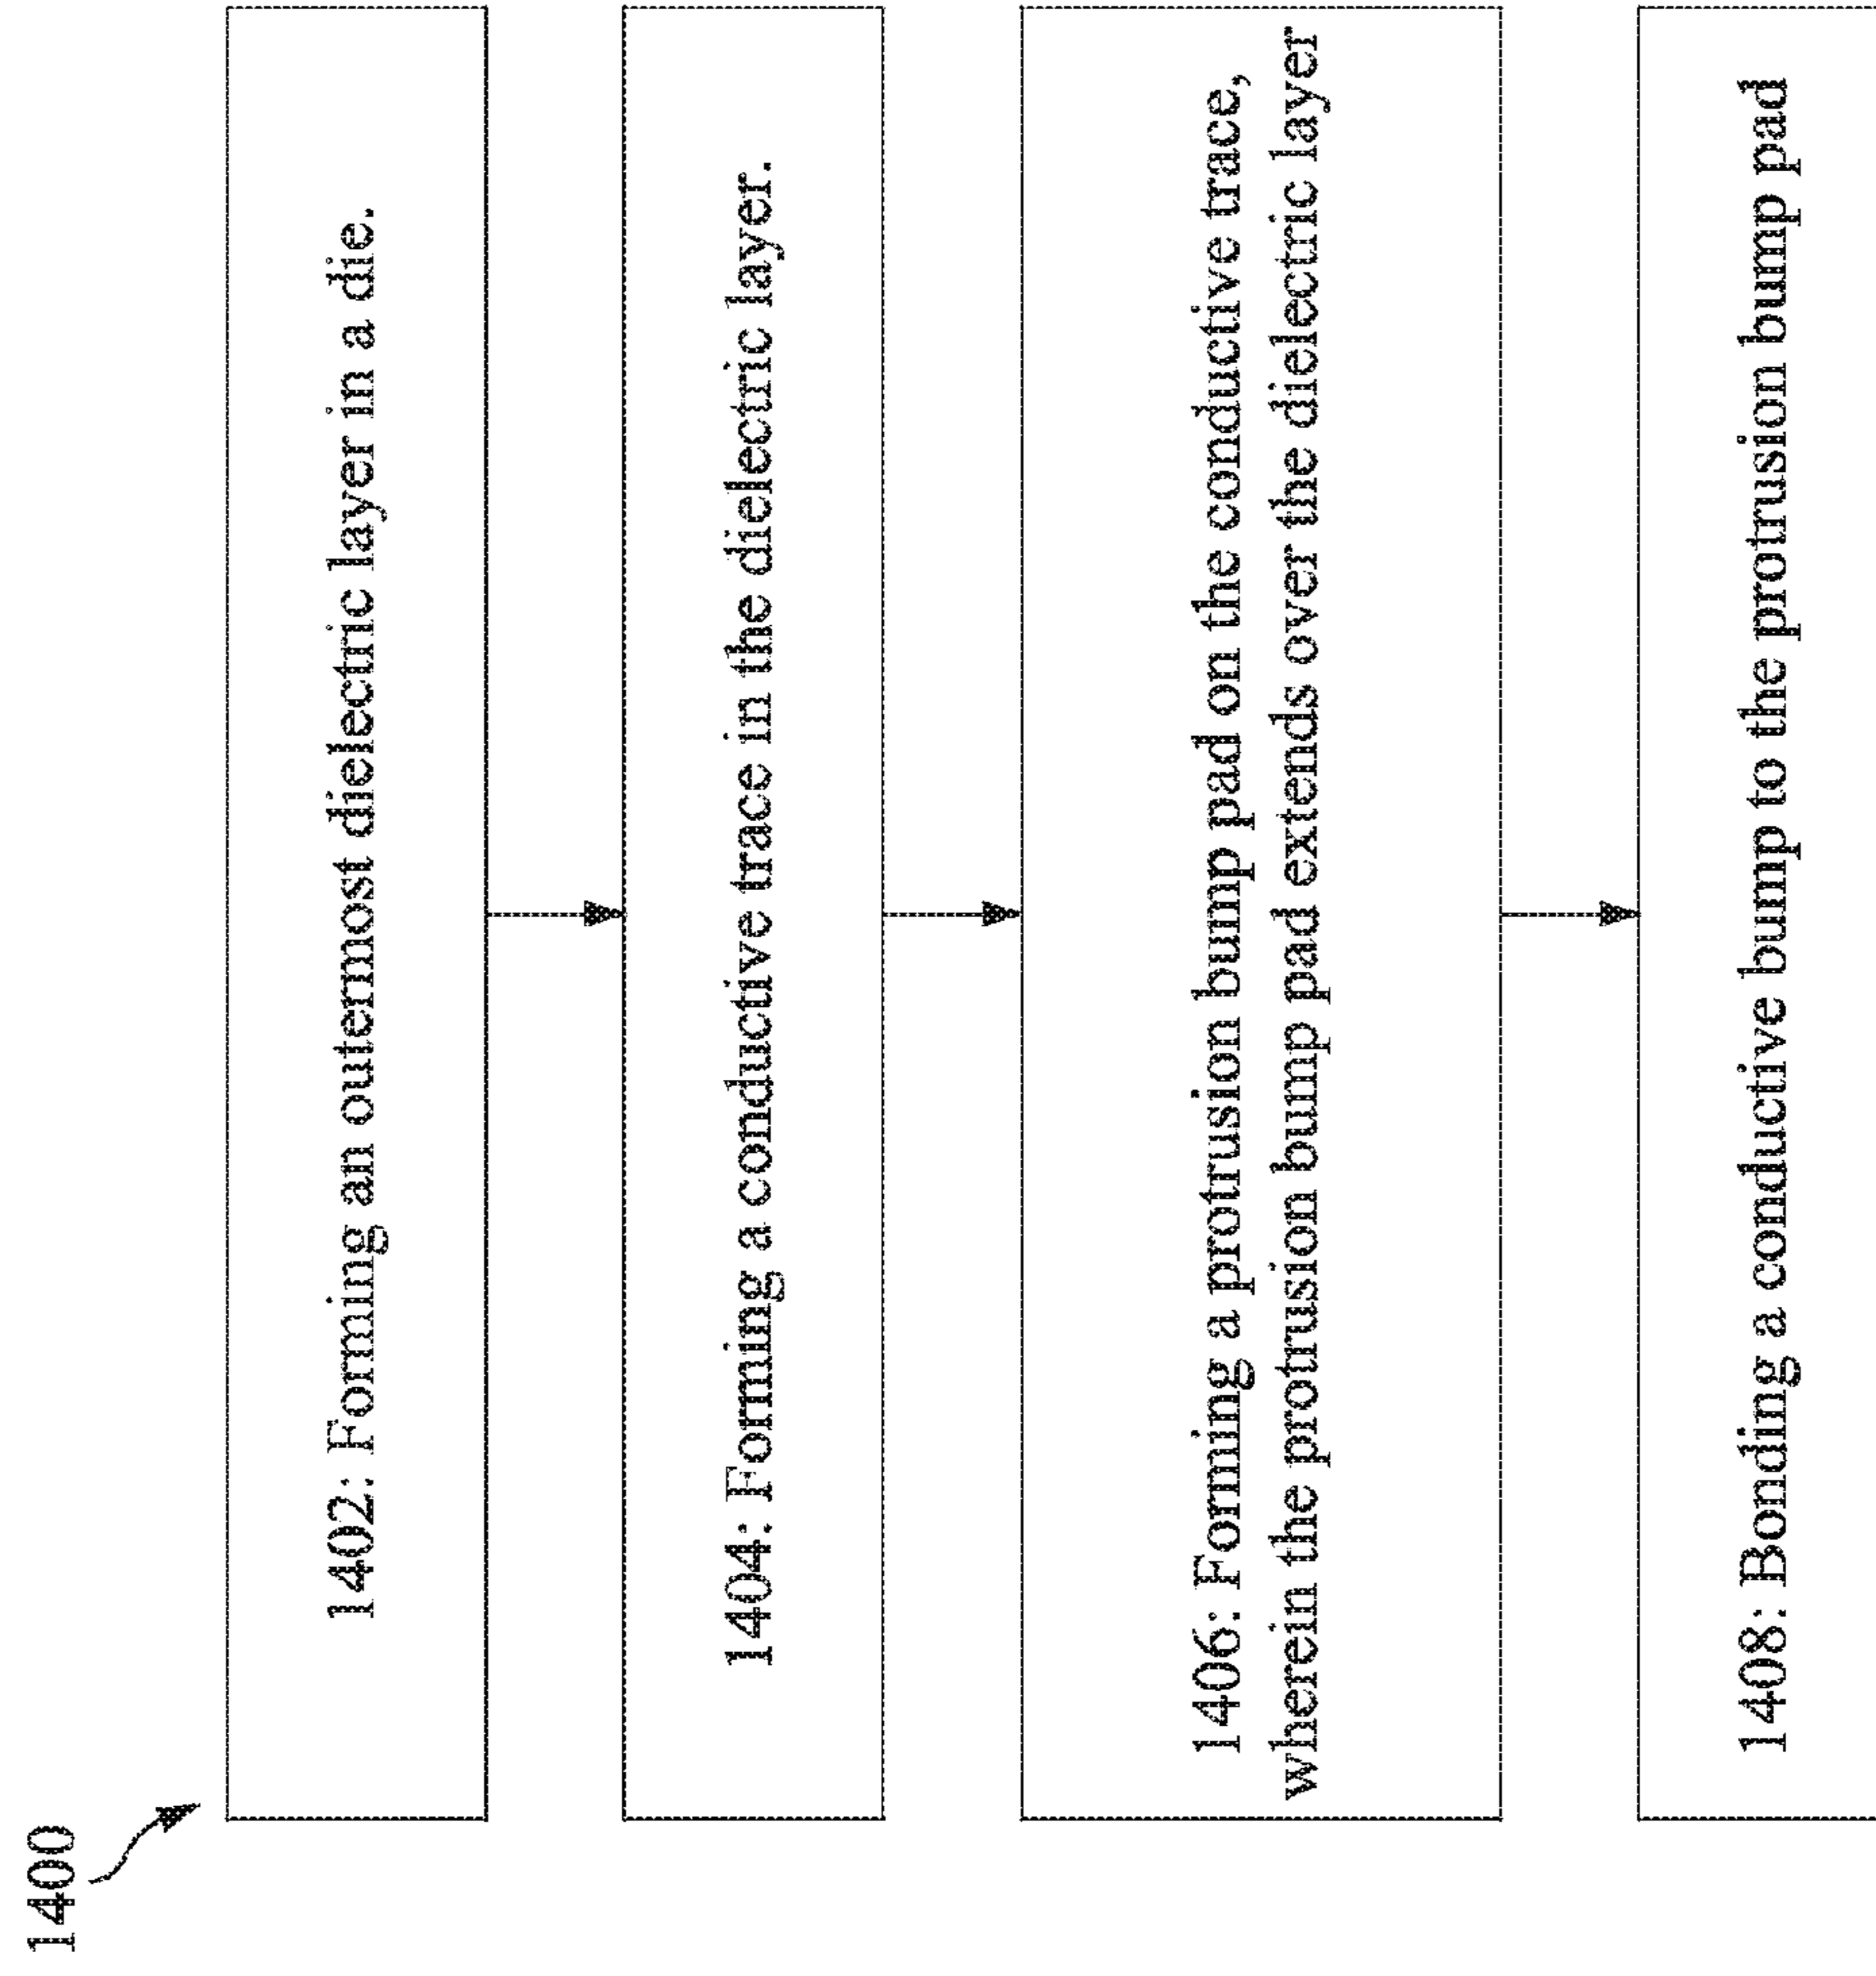 1400
1402: Forming an outermost dielectric layer in a die.
1404: Forming a conductive trace in the dielectric layer.
1406: Forming a protrusion bump pad on the conductive trace,
wherein the protrusion bump pad extends over the dielectric layer
1408: Bonding a conductive bump to the protrusion bump pad